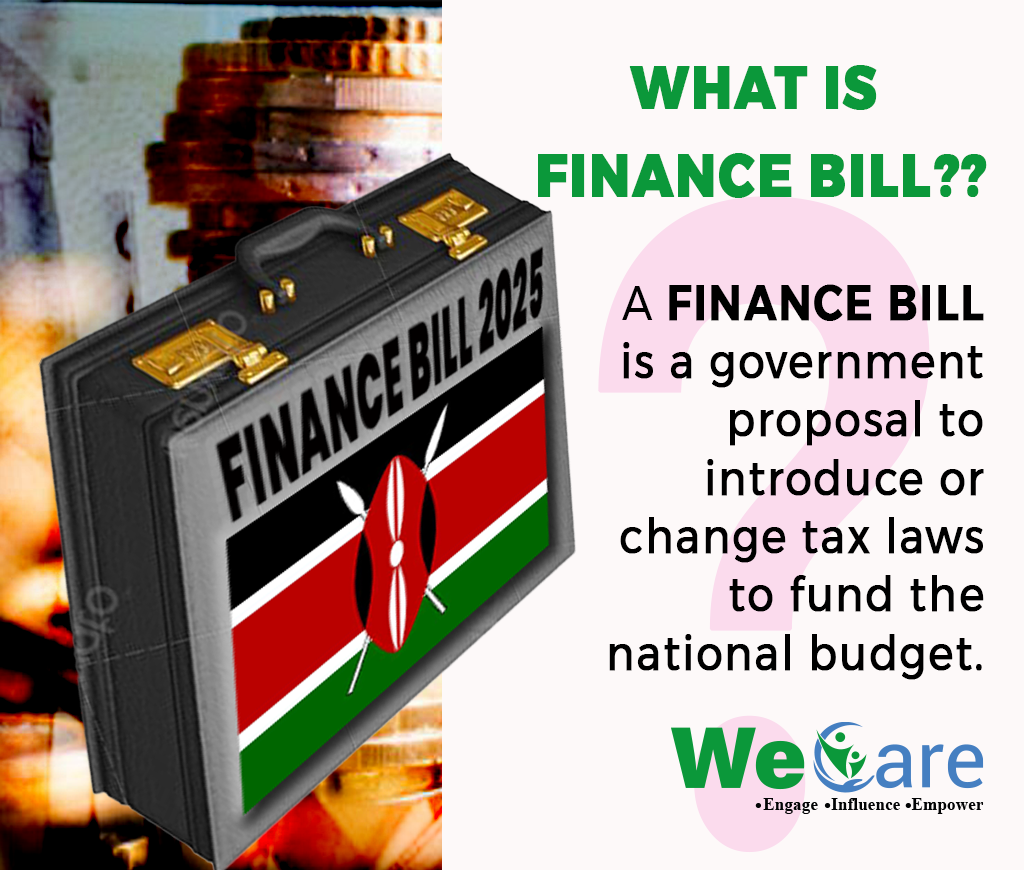 WHAT IS
FINANCE BILL??
FINANCE BILL 2025
A FINANCE BILL
is a government
proposal to
introduce or
change tax laws
to fund the
national budget.
WeCare
•Engage •Influence •Empower